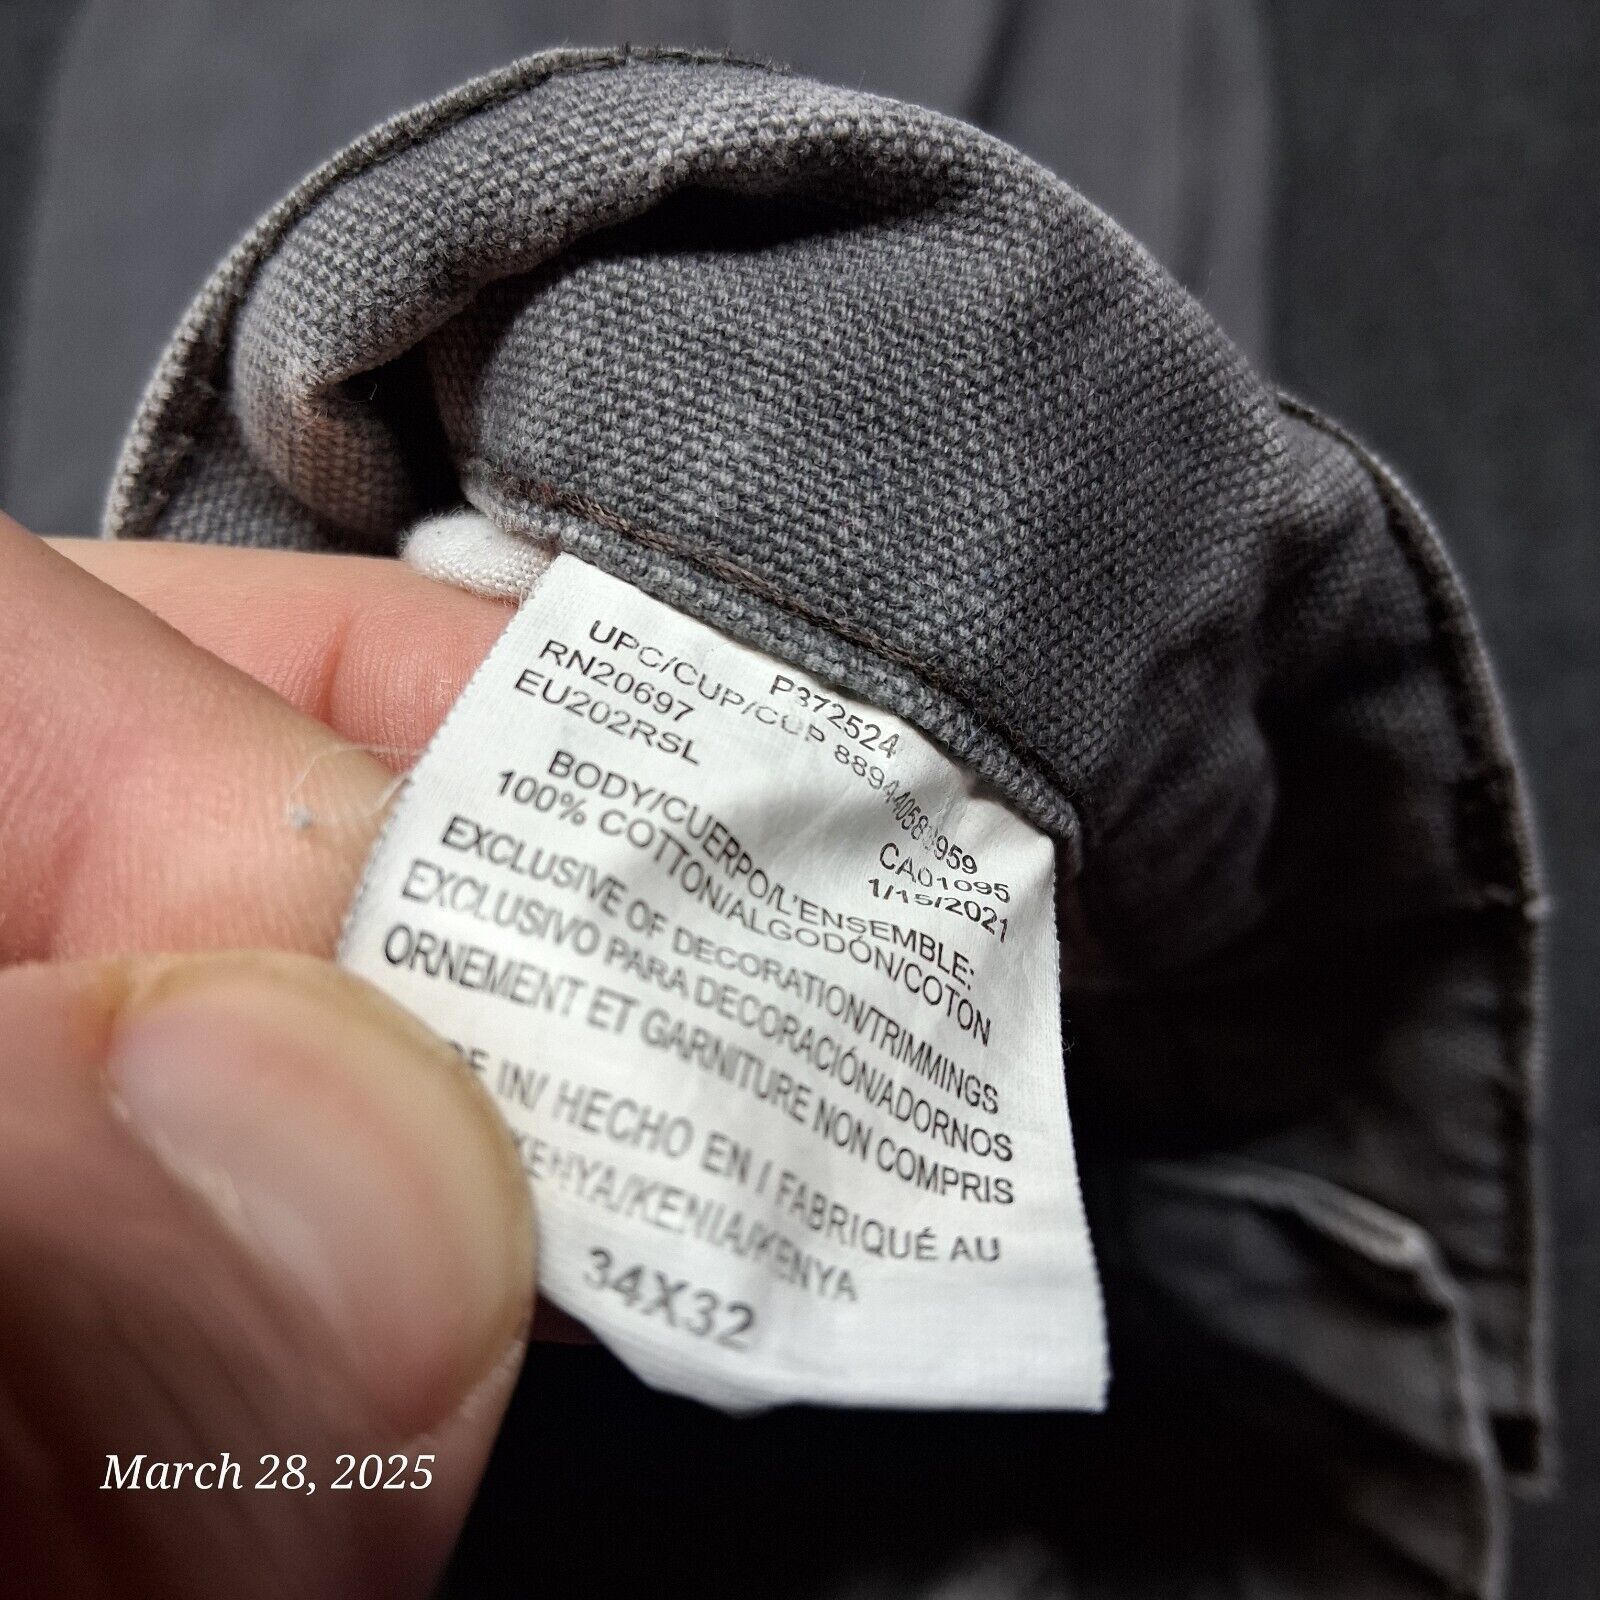 P372524
UPC/CUP/CUP
RN20697
CA01095
EU202RSL
1/15/2021
BODY/CUERPO/L'ENSEMBLE:
100% COTTON/ALGODÓN/COTON
EXCLUSIVE OF DECORATION/TRIMMINGS
EXCLUSIVO PARA DECORACIÓN/ADORNOS
ORNEMENT ET GARNITURE NON COMPRIS
IN/ HECHO EN / FABRIQUÉ AU
KENYA/KENIA/KENYA
34X32
March 28, 2025